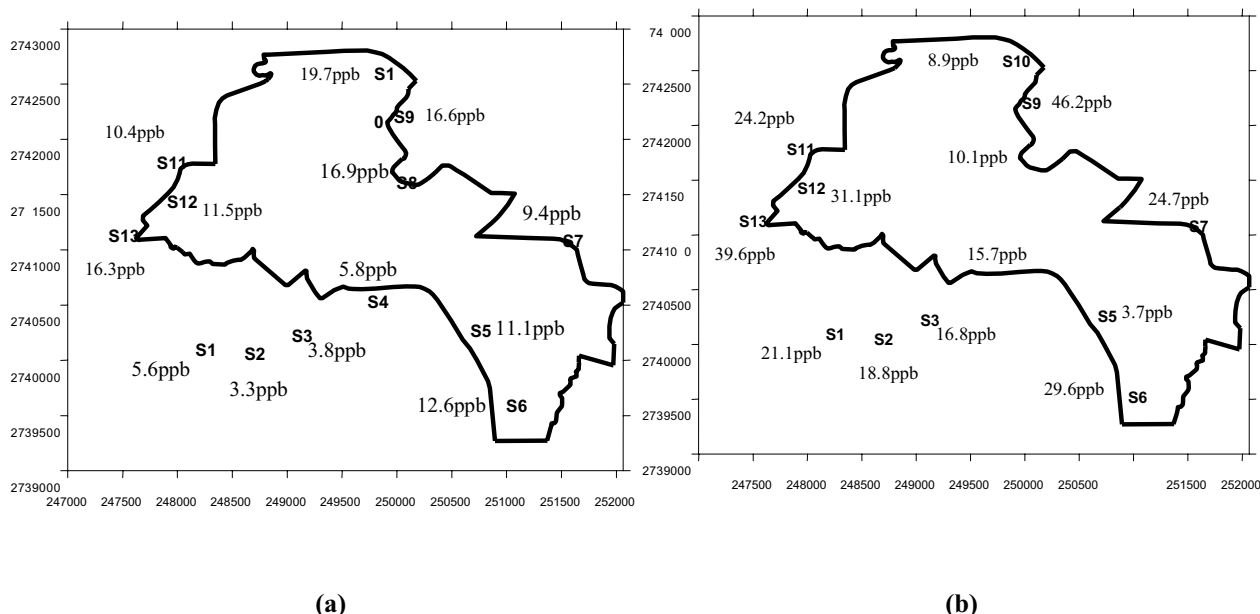 2743000
19.7ppb
S1
0
2742500
S9
16.6ppb
10.4ppb
2742000
S11
16.9ppb
S8
S12
11.5ppb
27 1500
9.4ppb
S13
S7
16.3ppb
2741000
5.8ppb
S4
2740500
S5
11.1ppb
S3
3.8ppb
S1
S2
5.6ppb
2740000
3.3ppb
12.6ppb
S6
2739500
2739000
247000 247500 248000 248500 249000 249500 250000 250500 251000 251500 252000
(a)
74 000
8.9ppb
S10
2742500
S9
46.2ppb
24.2ppb
2742000
S11
10.1ppb
S12
31.1ppb
274150
24.7ppb
S13
S7
39.6ppb
27410
15.7ppb
0
2740500
S5
3.7ppb
S3
16.8ppb
S1
S2
21.1ppb
2740000
18.8ppb
29.6ppb
S6
2739500
2739000
247500 248000 248500 249000 249500 250000 250500 251500 252000
(b)